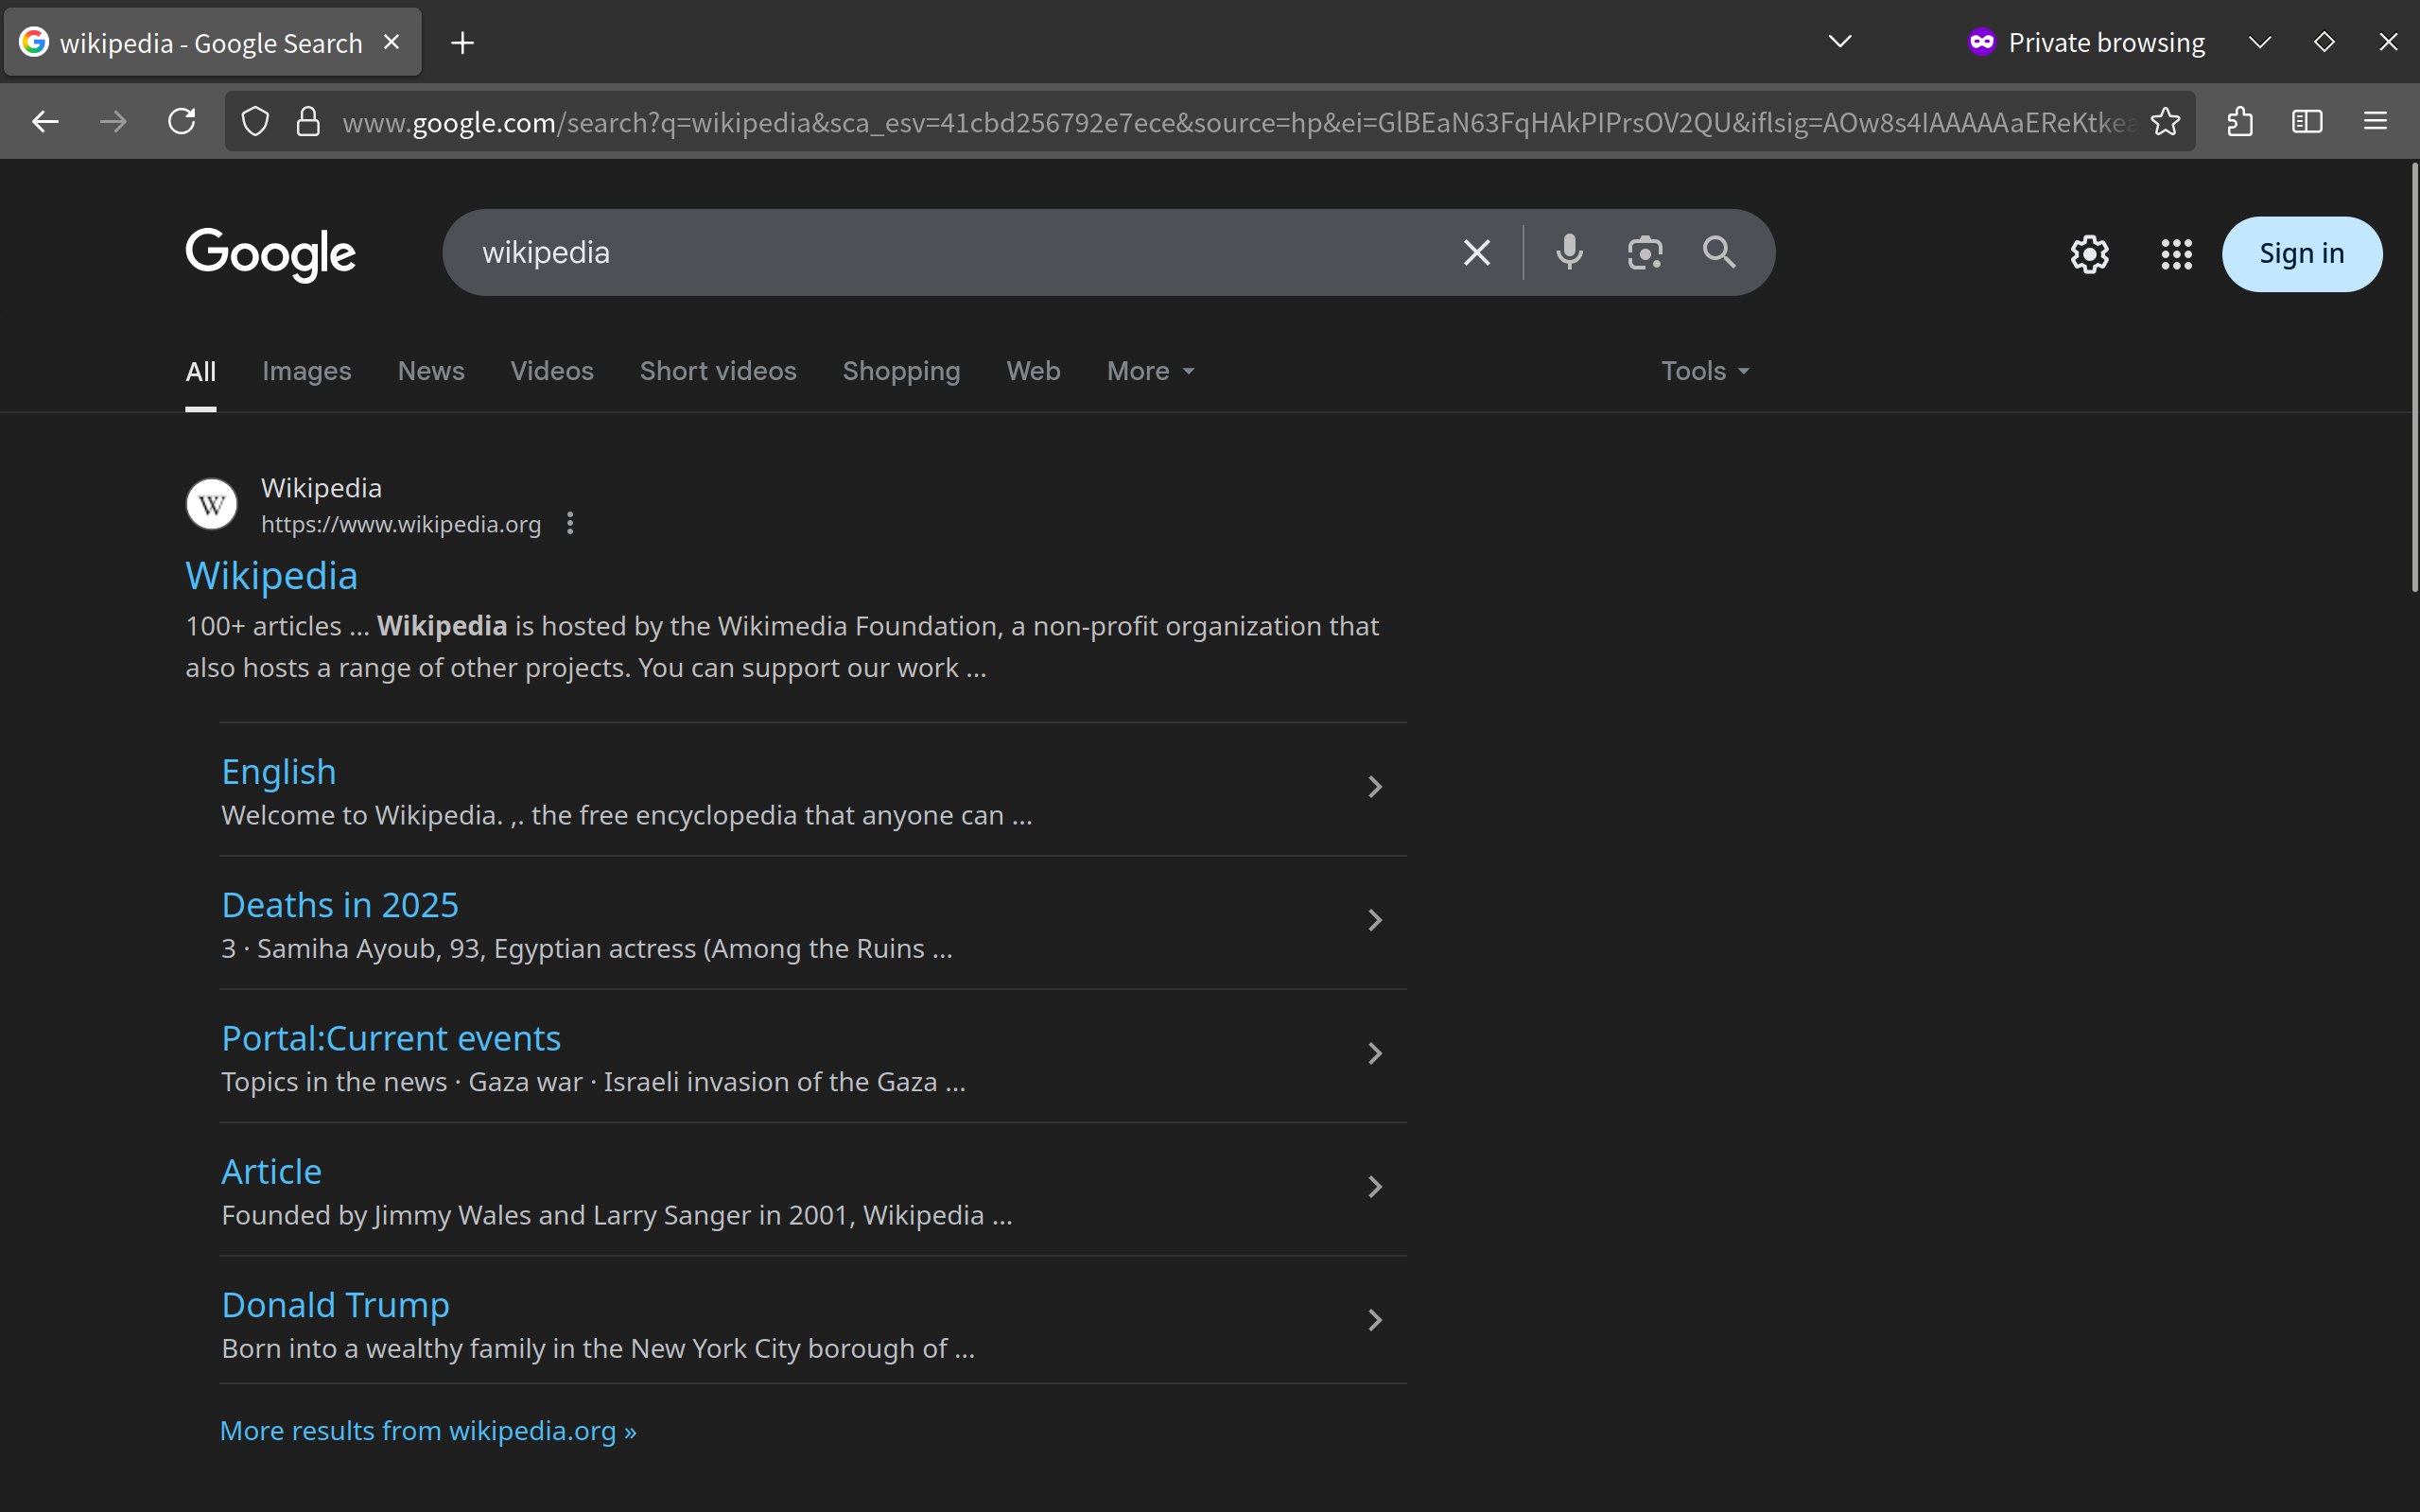 wikipedia - Google Search
Private browsing
www.google.com/search?q=wikipedia&sca_esv=41cbd256792e7ece&source=hp&ei=GlBEaN63FqHAkPIPrsOV2QU&iflsig=AOw8s4IAAAAAaEReKtkea
Google
wikipedia
Sign in
All Images News Videos Short videos Shopping Web More Tools
W
Wikipedia
https://www.wikipedia.org
Wikipedia
100+ articles ... Wikipedia is hosted by the Wikimedia Foundation, a non-profit organization that
also hosts a range of other projects. You can support our work ...
English
Welcome to Wikipedia. ,. the free encyclopedia that anyone can ...
Deaths in 2025
3 · Samiha Ayoub, 93, Egyptian actress (Among the Ruins ...
Portal:Current events
Topics in the news · Gaza war · Israeli invasion of the Gaza ...
Article
Founded by Jimmy Wales and Larry Sanger in 2001, Wikipedia ...
Donald Trump
Born into a wealthy family in the New York City borough of ...
More results from wikipedia.org »